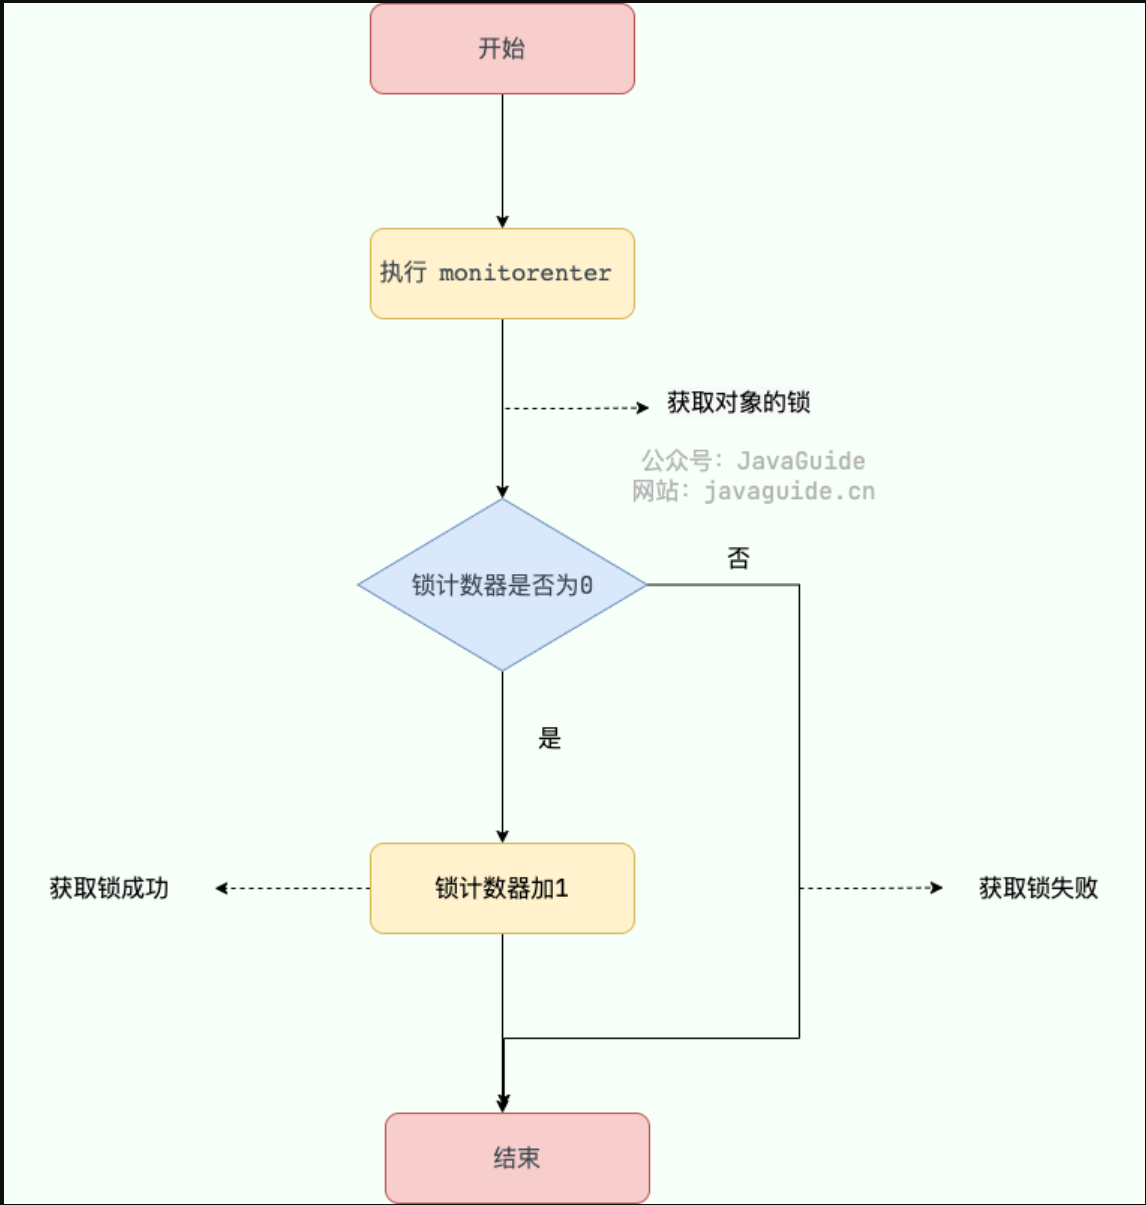 开始
执行 monitorenter
获取对象的锁
公众号：JavaGuide
网站：javaguide.cn
否
锁计数器是否为0
是
获取锁成功
锁计数器加1
获取锁失败
结束